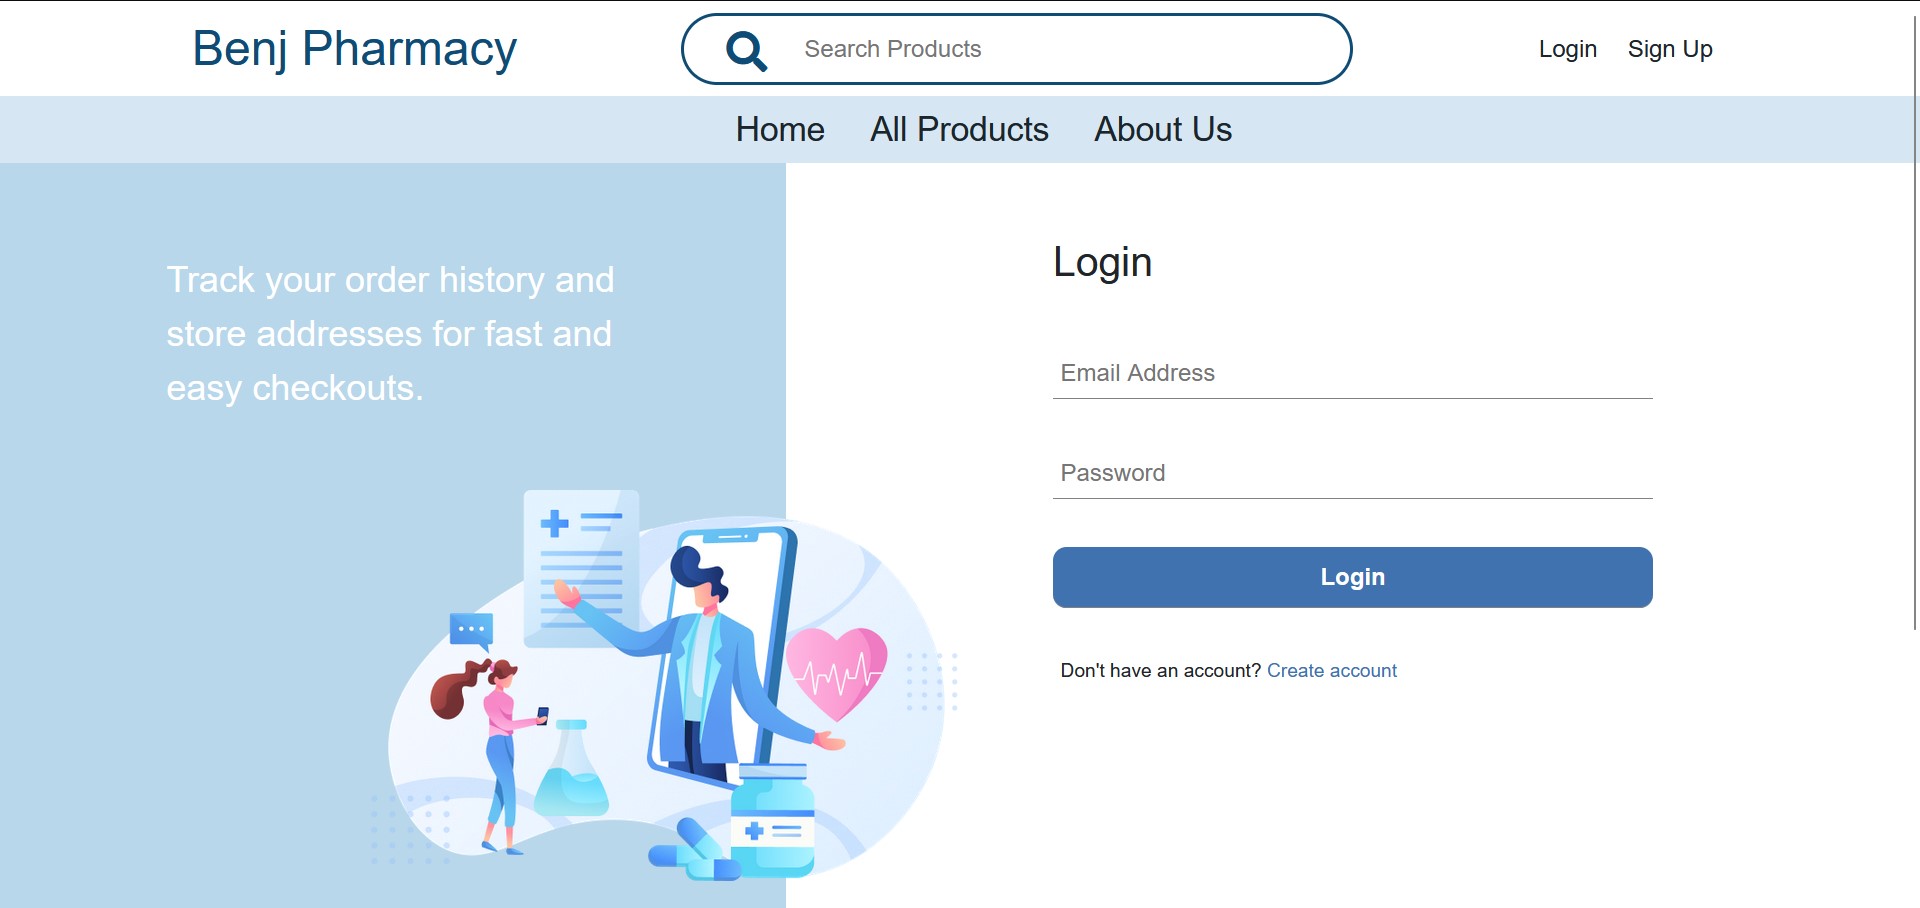 Benj Pharmacy
Search Products
Login
Sign Up
Home
All Products
About Us
Track your order history and
store addresses for fast and
easy checkouts.
Login
Email Address
Password
Login
Don't have an account? Create account